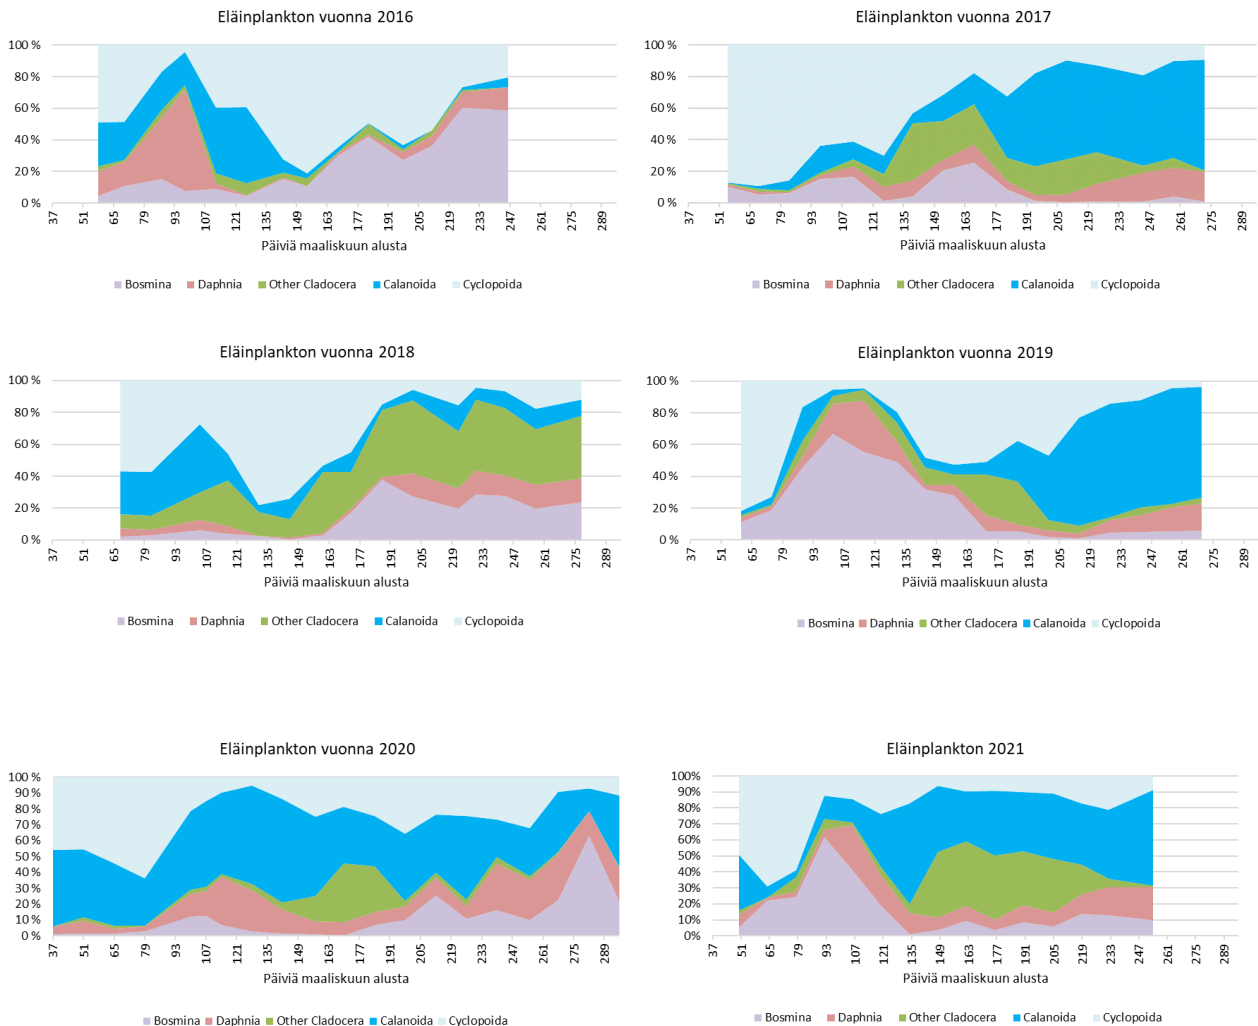 Eläinplankton vuonna 2016
100 %
80 %
60 %
40 %
20 %
0 %
37 51 65 79 93 107 121 135 149 163 177 191 205 219 233 247 261 275 289
Päiviä maaliskuun alusta
Bosmina Daphnia Other Cladocera Calanoida Cyclopoida
Eläinplankton vuonna 2017
100 %
80 %
60 %
40 %
20 %
0 %
37 51 65 79 93 107 121 135 149 163 177 191 205 219 233 247 261 275 289
Päiviä maaliskuun alusta
Bosmina Daphnia Other Cladocera Calanoida Cyclopoida
Eläinplankton vuonna 2018
100 %
80 %
60 %
40 %
20 %
0 %
37 51 65 79 93 107 121 135 149 163 177 191 205 219 233 247 261 275 289
Päiviä maaliskuun alusta
Bosmina Daphnia Other Cladocera Calanoida Cyclopoida
Eläinplankton vuonna 2019
100 %
80 %
60 %
40 %
20 %
0 %
37 51 65 79 93 107 121 135 149 163 177 191 205 219 233 247 261 275 289
Päiviä maaliskuun alusta
Bosmina Daphnia Other Cladocera Calanoida Cyclopoida
Eläinplankton vuonna 2020
100 %
90 %
80 %
70 %
60 %
50 %
40 %
30 %
20 %
10 %
0 %
37 51 65 79 93 107 121 135 149 163 177 191 205 219 233 247 261 275 289
Päiviä maaliskuun alusta
Bosmina Daphnia Other Cladocera Calanoida Cyclopoida
Eläinplankton 2021
100%
90%
80%
70%
60%
50%
40%
30%
20%
10%
0%
37 51 65 79 93 107 121 135 149 163 177 191 205 219 233 247 261 275 289
Päiviä maaliskuun alusta
Bosmina Daphnia Other Cladocera Calanoida Cyclopoida